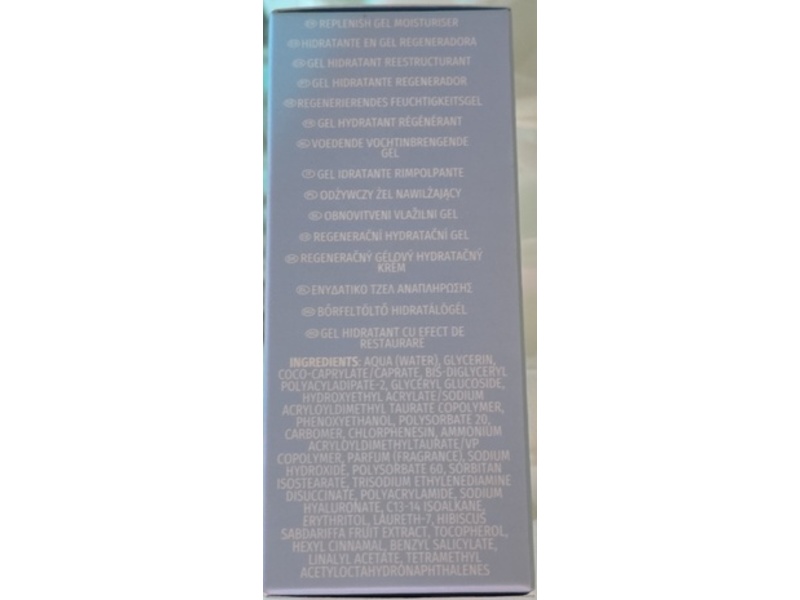 REPLENISH GEL MOISTURISER
HIDRATANTE EN GEL REGENERADORA
GEL HIDRATANT REESTRUCTURANT
GEL HIDRATANTE REGENERADOR
REGENERIERENDES FEUCHTIGKEITSGEL
GEL HYDRATANT RÉGÉNÉRANT
VOEDENDE VOCHTINBRENGENDE
GEL
GEL IDRATANTE RIMPOLPANTE
ODŻYWCZY ŻEL NAWILŻAJĄCY
OBNOVITVENI VLAŽILNI GEL
REGENERAČNÍ HYDRATAČNÍ GEL
REGENERAČNÝ GÉLOVÝ HYDRATAČNÝ
KRÉM
ΕΝΥΔΑΤΙΚΟ ΤΖΕΛ ΑΝΑΠΛΗΡΩΣΗΣ
BŐRFELTÖLTŐ HIDRATÁLÓGÉL
GEL HIDRATANT CU EFECT DE
RESTAURARE
INGREDIENTS: AQUA (WATER), GLYCERIN,
COCO-CAPRYLATE/CAPRATE, BIS-DIGLYCERYL
POLYACYLADIPATE-2, GLYCERYL GLUCOSIDE,
HYDROXYETHYL ACRYLATE/SODIUM
ACRYLOYLDIMETHYL TAURATE COPOLYMER,
PHENOXYETHANOL, POLYSORBATE 20,
CARBOMER, CHLORPHENESIN, AMMONIUM
ACRYLOYLDIMETHYLTAURATE/VP
COPOLYMER, PARFUM (FRAGRANCE), SODIUM
HYDROXIDE, POLYSORBATE 60, SORBITAN
ISOSTEARATE, TRISODIUM ETHYLENEDIAMINE
DISUCCINATE, POLYACRYLAMIDE, SODIUM
HYALURONATE, C13-14 ISOALKANE,
ERYTHRITOL, LAURETH-7, HIBISCUS
SABDARIFFA FRUIT EXTRACT, TOCOPHEROL,
HEXYL CINNAMAL, BENZYL SALICYLATE,
LINALYL ACETATE, TETRAMETHYL
ACETYLOCTAHYDRONAPHTHALENES